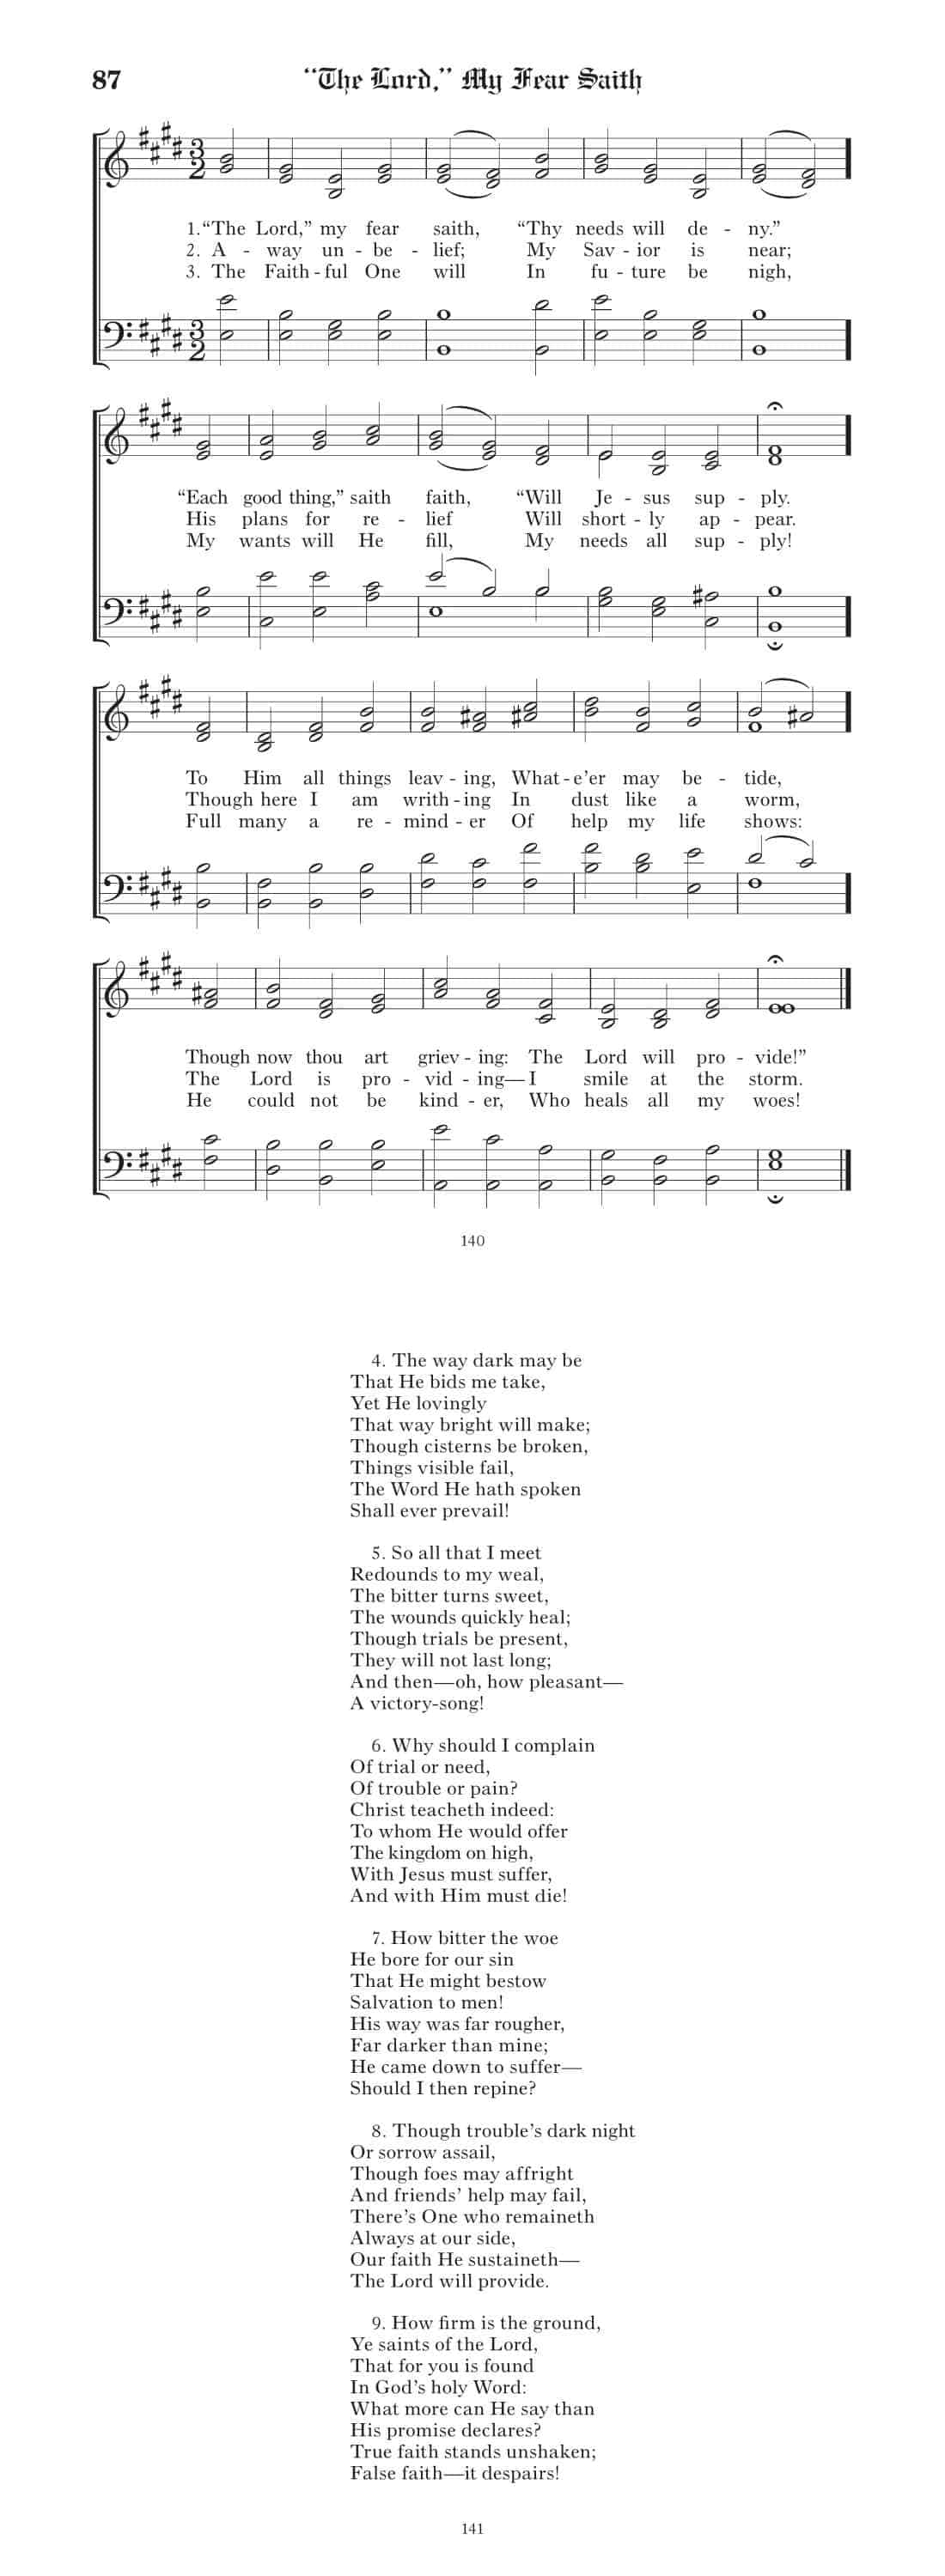 87 “The Lord,” My Fear Saith
1. “The Lord,” my fear saith, “Thy needs will de - ny.”
2. A - way un - be - lief; My Sav - ior is near;
3. The Faith - ful One will In fu - ture be nigh,
“Each good thing,” saith faith, “Will Je - sus sup - ply.
His plans for re - lief Will short - ly ap - pear.
My wants will He fill, My needs all sup - ply!
To Him all things leav - ing, What - e’er may be - tide,
Though here I am writh - ing In dust like a worm,
Full many a re - mind - er Of help my life shows:
Though now thou art griev - ing: The Lord will pro - vide!”
The Lord is pro - vid - ing—I smile at the storm.
He could not be kind - er, Who heals all my woes!
140
4. The way dark may be
That He bids me take,
Yet He lovingly
That way bright will make;
Though cisterns be broken,
Things visible fail,
The Word He hath spoken
Shall ever prevail!
5. So all that I meet
Redounds to my weal,
The bitter turns sweet,
The wounds quickly heal;
Though trials be present,
They will not last long;
And then—oh, how pleasant—
A victory-song!
6. Why should I complain
Of trial or need,
Of trouble or pain?
Christ teacheth indeed:
To whom He would offer
The kingdom on high,
With Jesus must suffer,
And with Him must die!
7. How bitter the woe
He bore for our sin
That He might bestow
Salvation to men!
His way was far rougher,
Far darker than mine;
He came down to suffer—
Should I then repine?
8. Though trouble’s dark night
Or sorrow assail,
Though foes may affright
And friends’ help may fail,
There’s One who remaineth
Always at our side,
Our faith He sustaineth—
The Lord will provide.
9. How firm is the ground,
Ye saints of the Lord,
That for you is found
In God’s holy Word:
What more can He say than
His promise declares?
True faith stands unshaken;
False faith—it despairs!
141